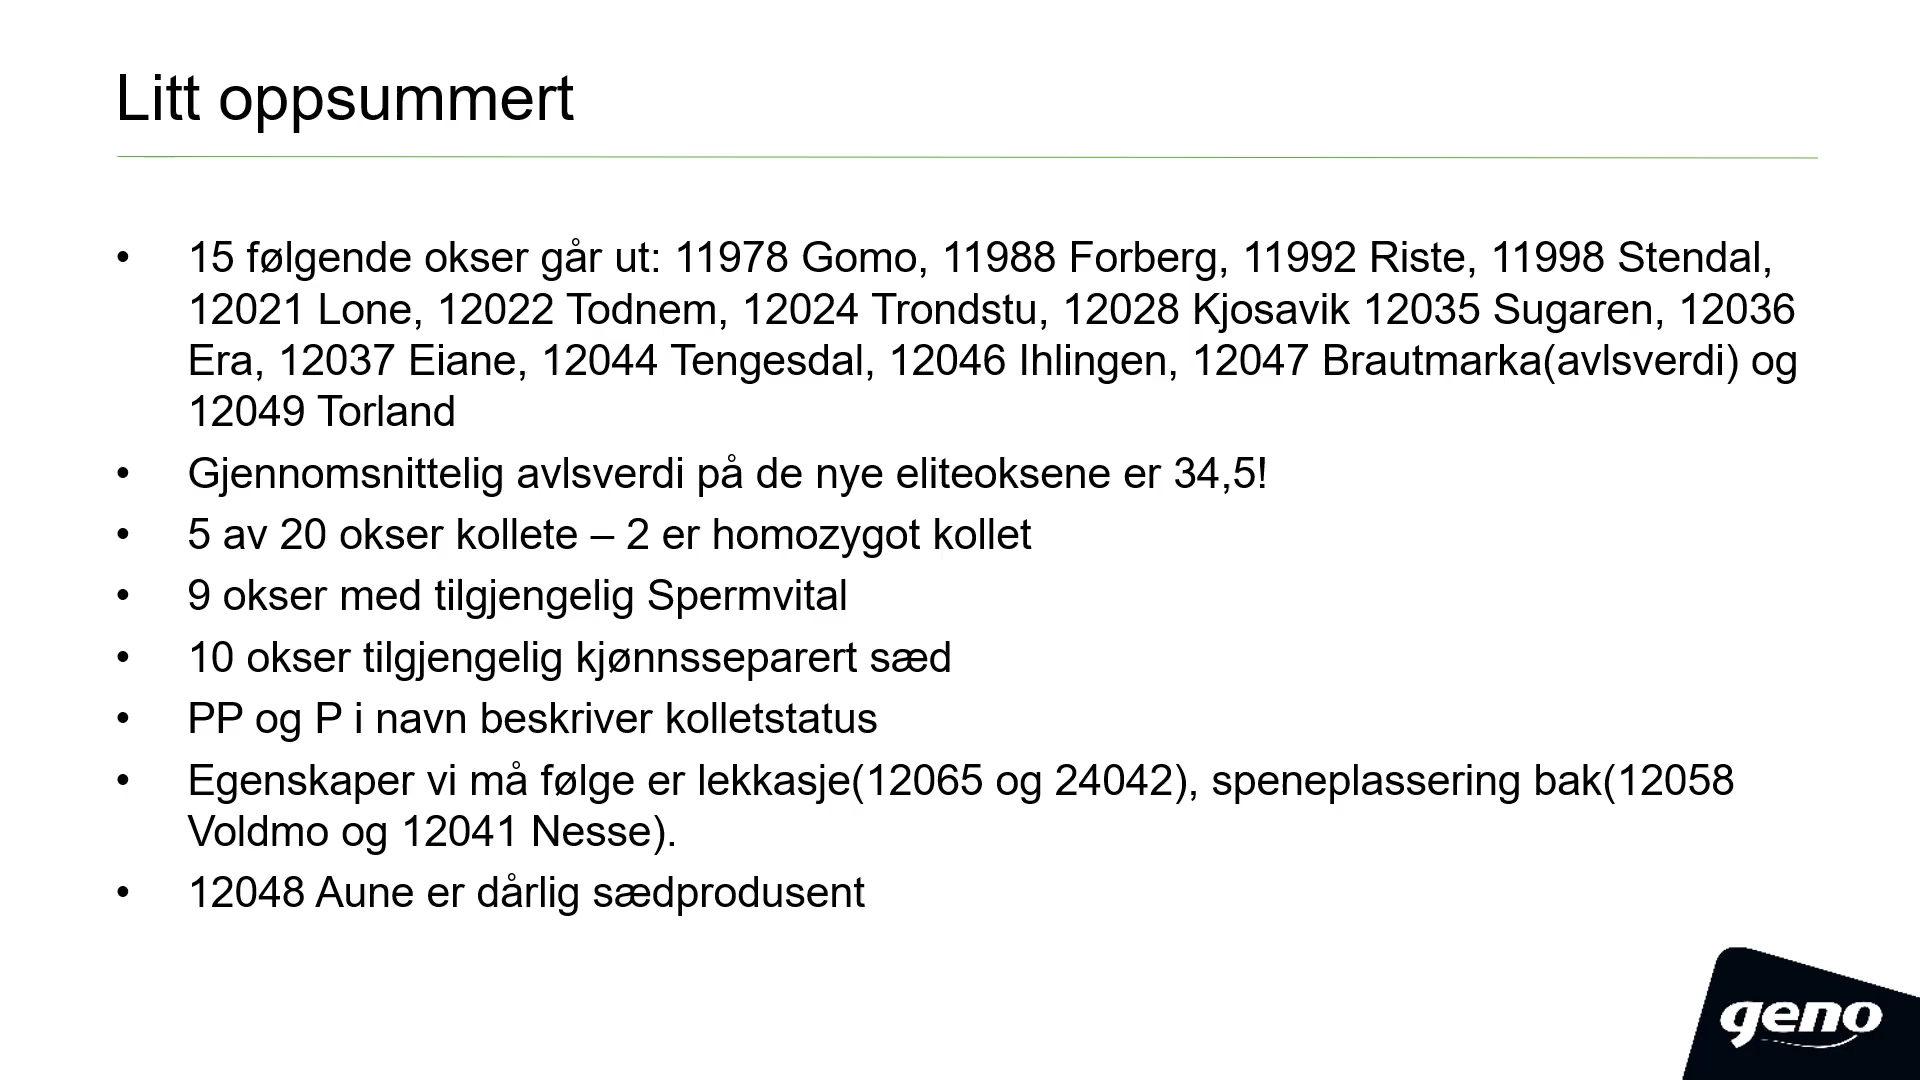 Litt oppsummert
• 15 følgende okser går ut: 11978 Gomo, 11988 Forberg, 11992 Riste, 11998 Stendal,
12021 Lone, 12022 Todnem, 12024 Trondstu, 12028 Kjosavik 12035 Sugaren, 12036
Era, 12037 Eiane, 12044 Tengesdal, 12046 Ihlingen, 12047 Brautmarka(avlsverdi) og
12049 Torland
• Gjennomsnittelig avlsverdi på de nye eliteoksene er 34,5!
• 5 av 20 okser kollete – 2 er homozygot kollet
• 9 okser med tilgjengelig Spermvital
• 10 okser tilgjengelig kjønnsseparert sæd
• PP og P i navn beskriver kolletstatus
• Egenskaper vi må følge er lekkasje(12065 og 24042), speneplassering bak(12058
Voldmo og 12041 Nesse).
• 12048 Aune er dårlig sædprodusent
geno